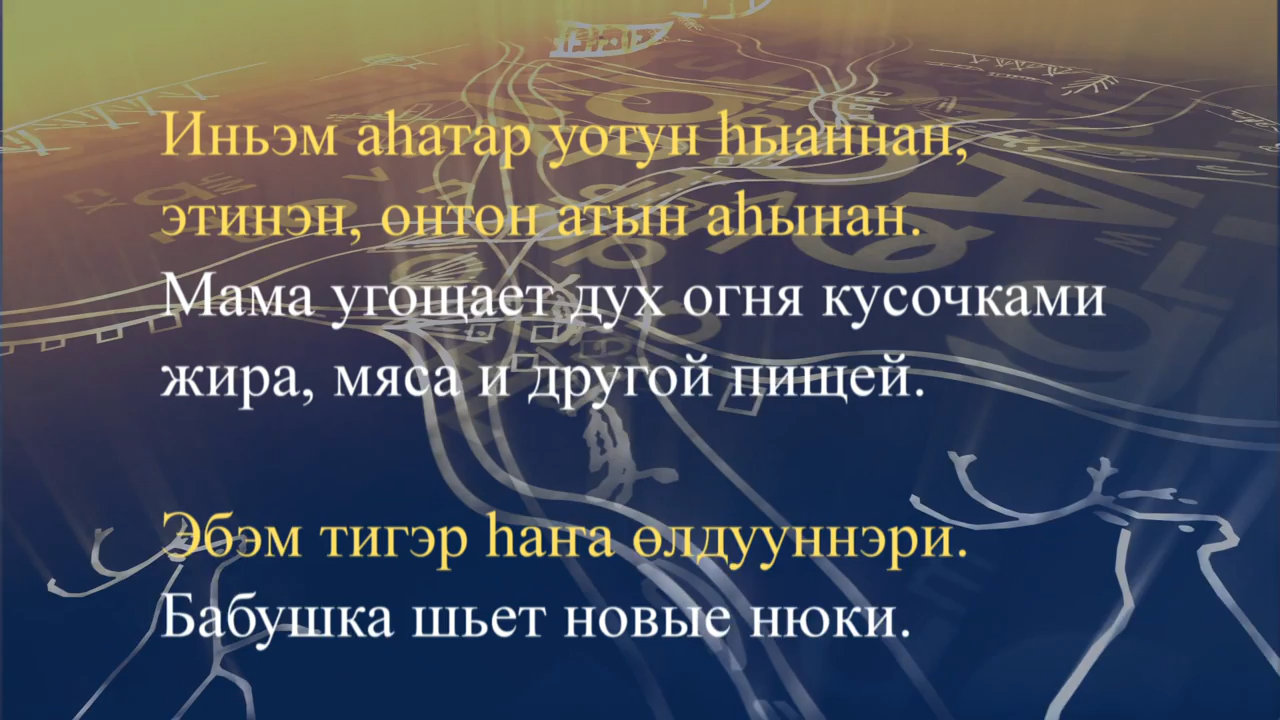 Иньэм аһатар уотун һыаннан,
этинэн, онтон атын аһынан.
Мама угощает дух огня кусочками
жира, мяса и другой пищей.
Эбэм тигэр һаҥа өлдууннэри.
Бабушка шьет новые нюки.